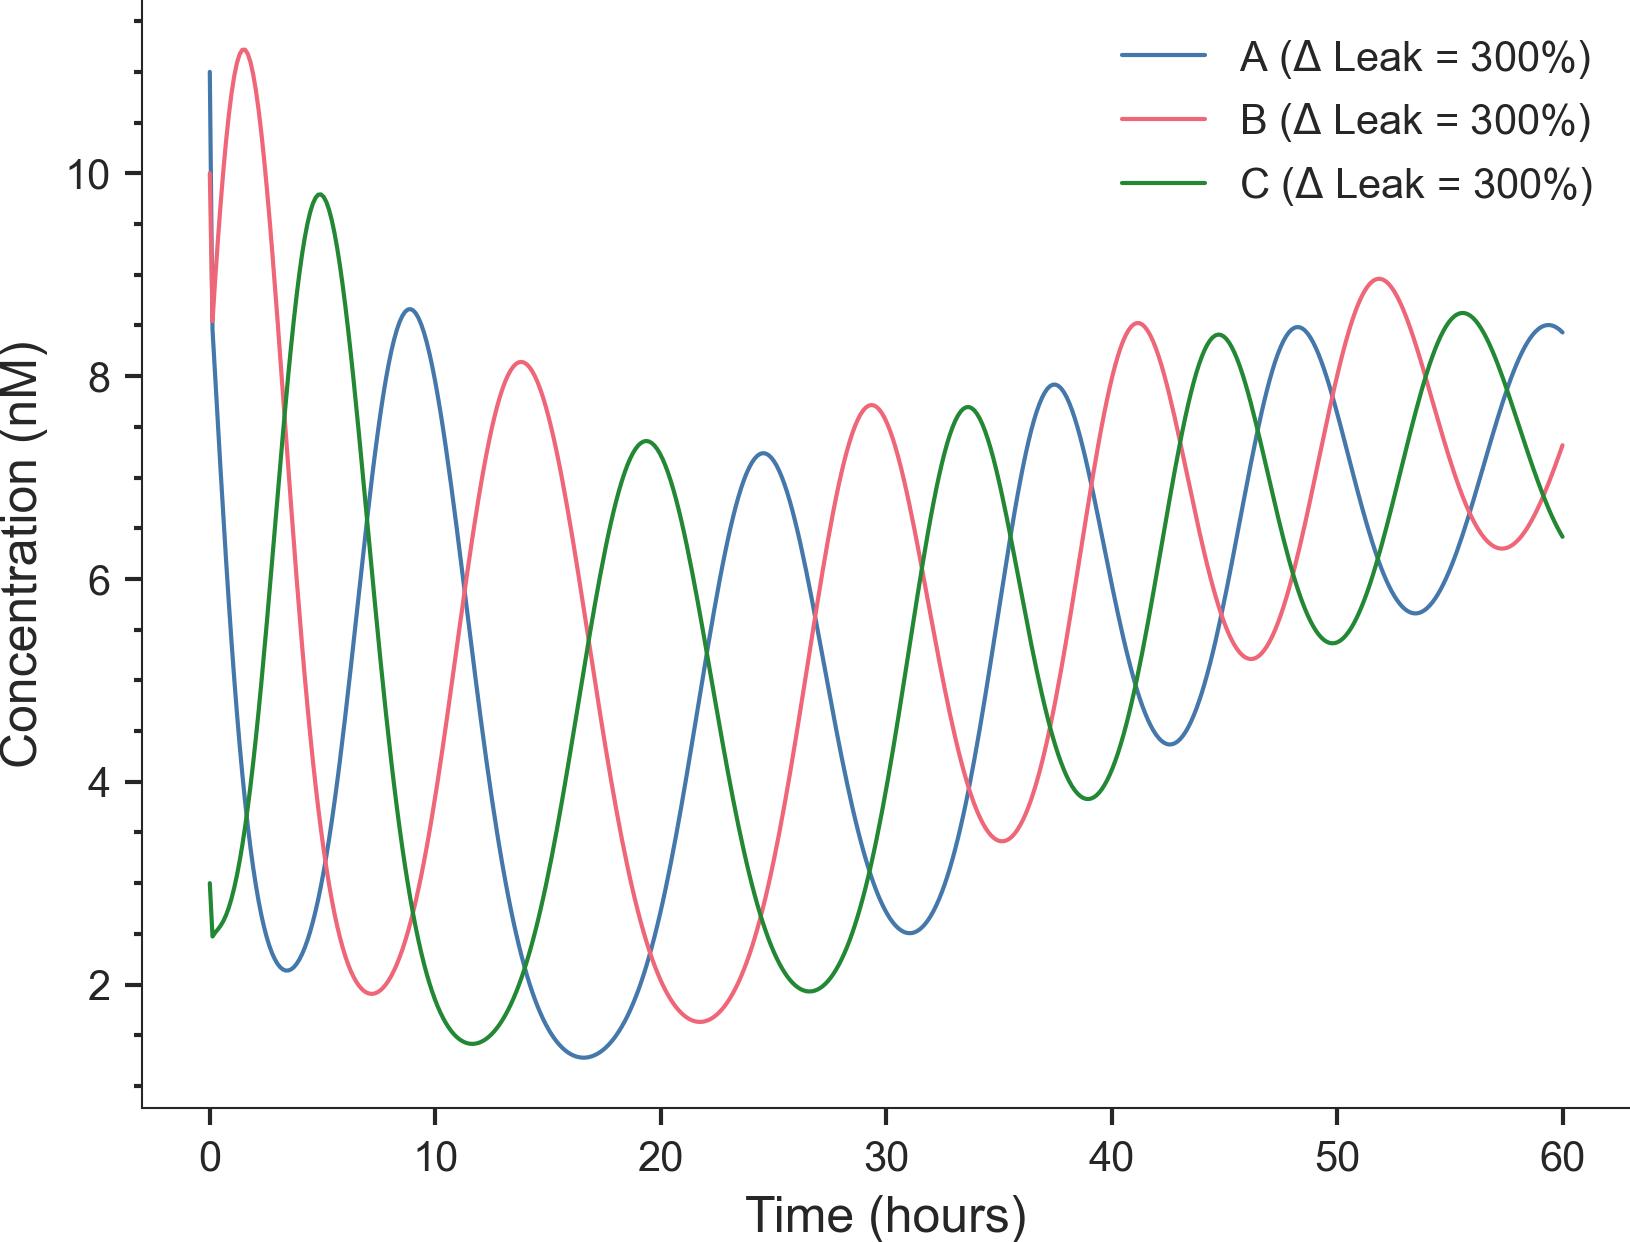 A (Δ Leak = 300%)
B (Δ Leak = 300%)
C (Δ Leak = 300%)
Concentration (nM)
10
8
6
4
2
0 10 20 30 40 50 60
Time (hours)